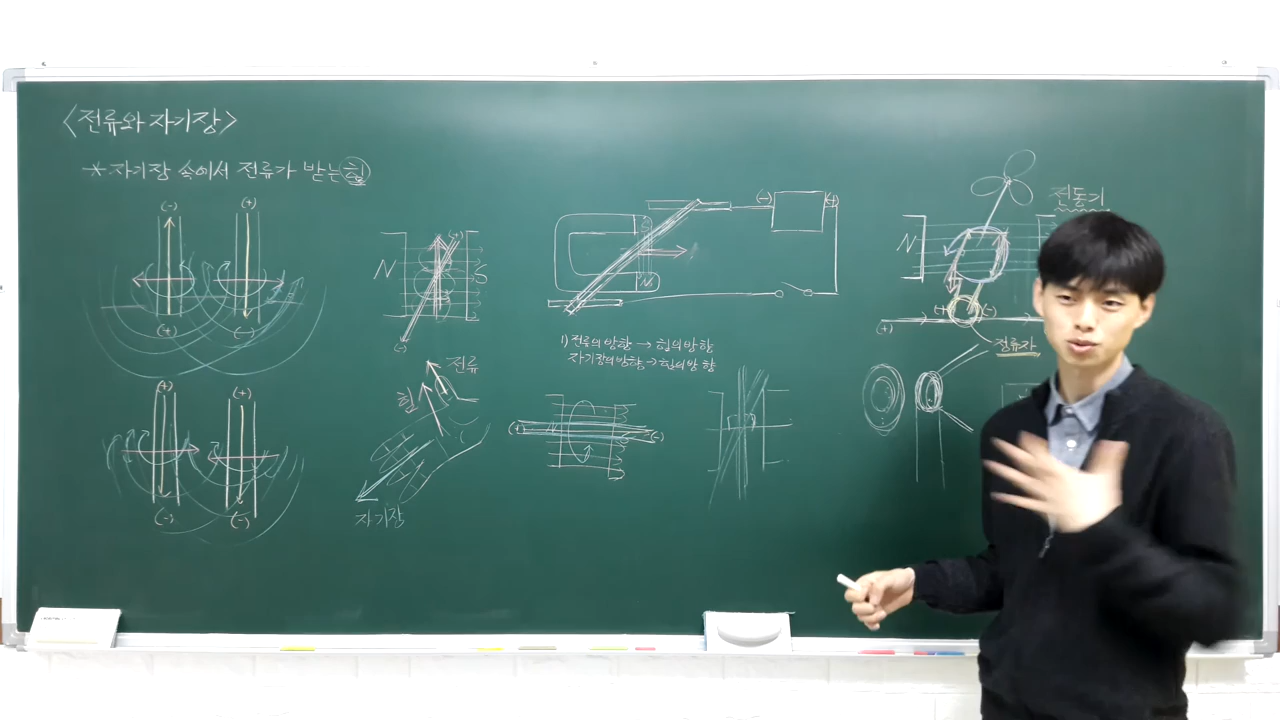 <전류와 자기장>
*자기장 속에서 전류가 받는 힘
(-) (+)
(+) (-)
(+) (+)
(-) (-)
N S
(+)
(-)
전류
힘
자기장
(-) (+)
S
N
1) 전류의 방향 → 힘의 방향
자기장의 방향 → 힘의 방향
(+) N (-)
전동기
N
(+) (-)
(+)
정류자